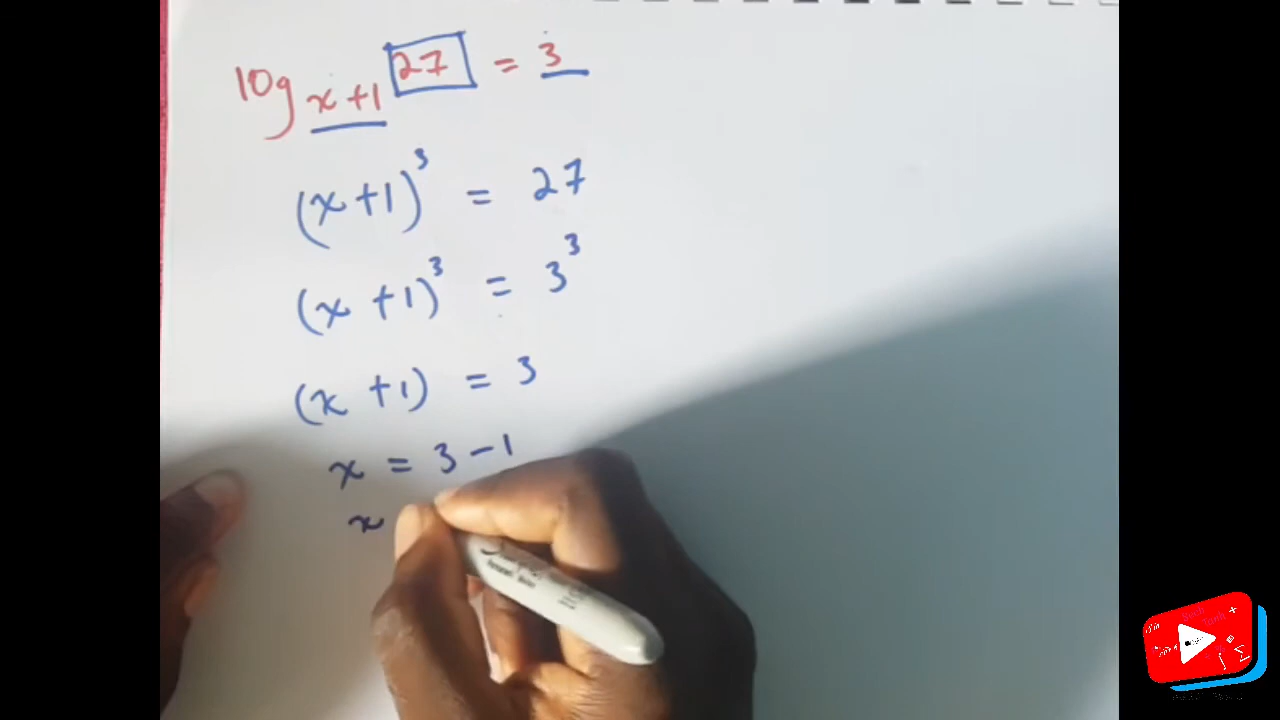 log x+1 27 = 3
(x+1)³ = 27
(x +1)³ = 3³
(x +1) = 3
x = 3 - 1
x